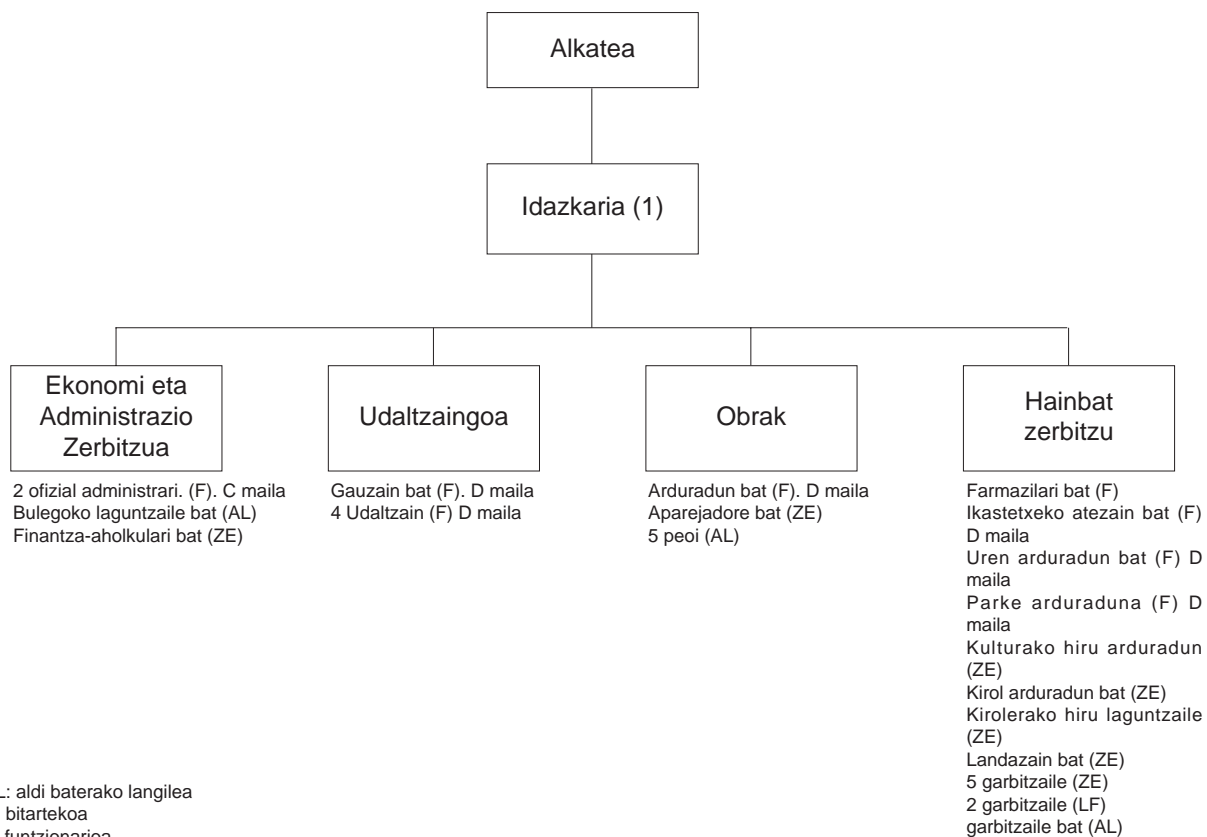 Alkatea
Idazkaria (1)
Ekonomi eta
Administrazio
Zerbitzua
2 ofizial administrari. (F). C maila
Bulegoko laguntzaile bat (AL)
Finantza-aholkulari bat (ZE)
Udaltzaingoa
Gauzain bat (F). D maila
4 Udaltzain (F) D maila
Obrak
Arduradun bat (F). D maila
Aparejadore bat (ZE)
5 peoi (AL)
Hainbat
zerbitzu
Farmazilari bat (F)
Ikastetxeko atezain bat (F)
D maila
Uren arduradun bat (F) D
maila
Parke arduraduna (F) D
maila
Kulturako hiru arduradun
(ZE)
Kirol arduradun bat (ZE)
Kirolerako hiru laguntzaile
(ZE)
Landazain bat (ZE)
5 garbitzaile (ZE)
2 garbitzaile (LF)
garbitzaile bat (AL)
L: aldi baterako langilea
bitartekoa